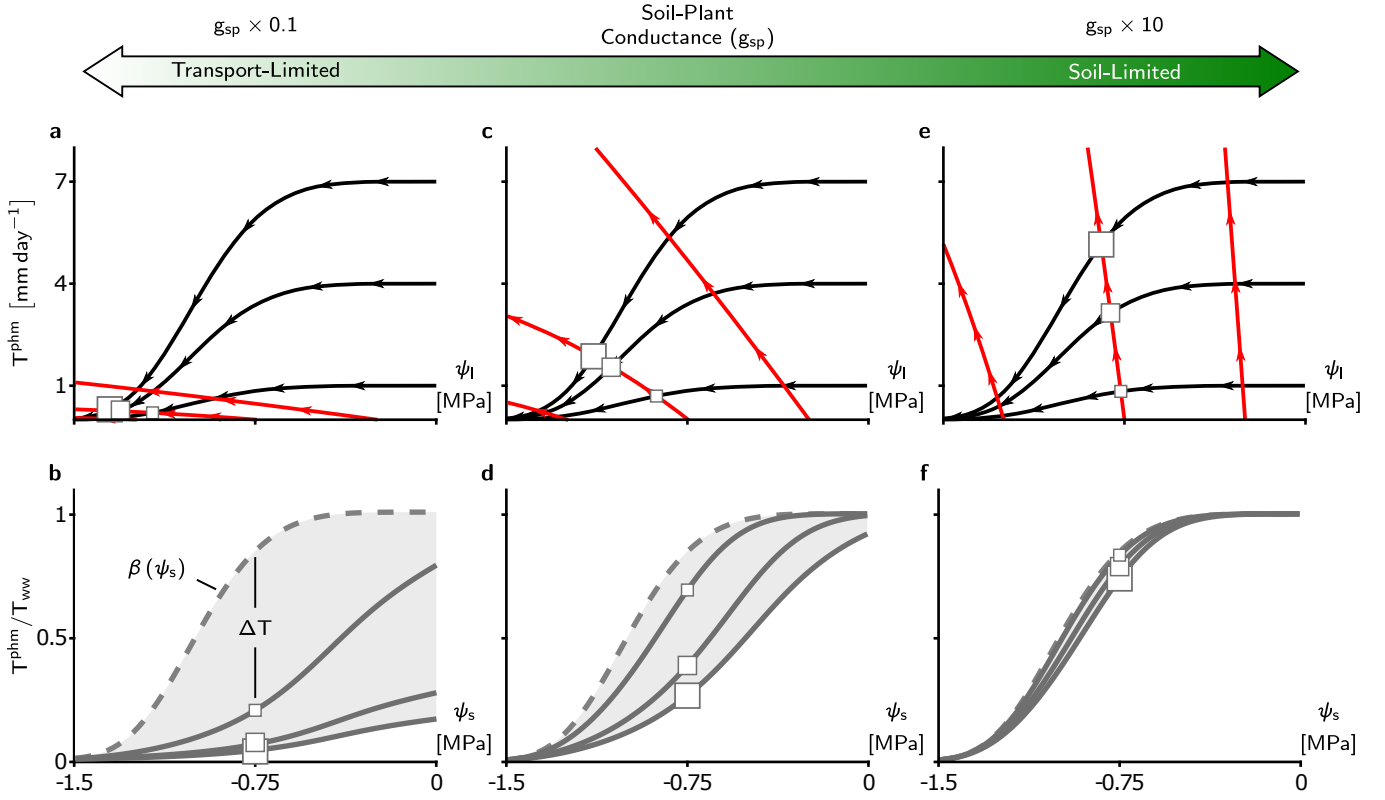 g_sp × 0.1
Soil-Plant
Conductance (g_sp)
g_sp × 10
Transport-Limited
Soil-Limited
a
c
e
T^phm [mm day⁻¹]
7
4
1
ψ_l
[MPa]
ψ_l
[MPa]
ψ_l
[MPa]
b
d
f
T^phm/T_ww
1
0.5
0
β (ψ_s)
ΔT
ψ_s
[MPa]
ψ_s
[MPa]
ψ_s
[MPa]
-1.5
-0.75
0
-1.5
-0.75
0
-1.5
-0.75
0